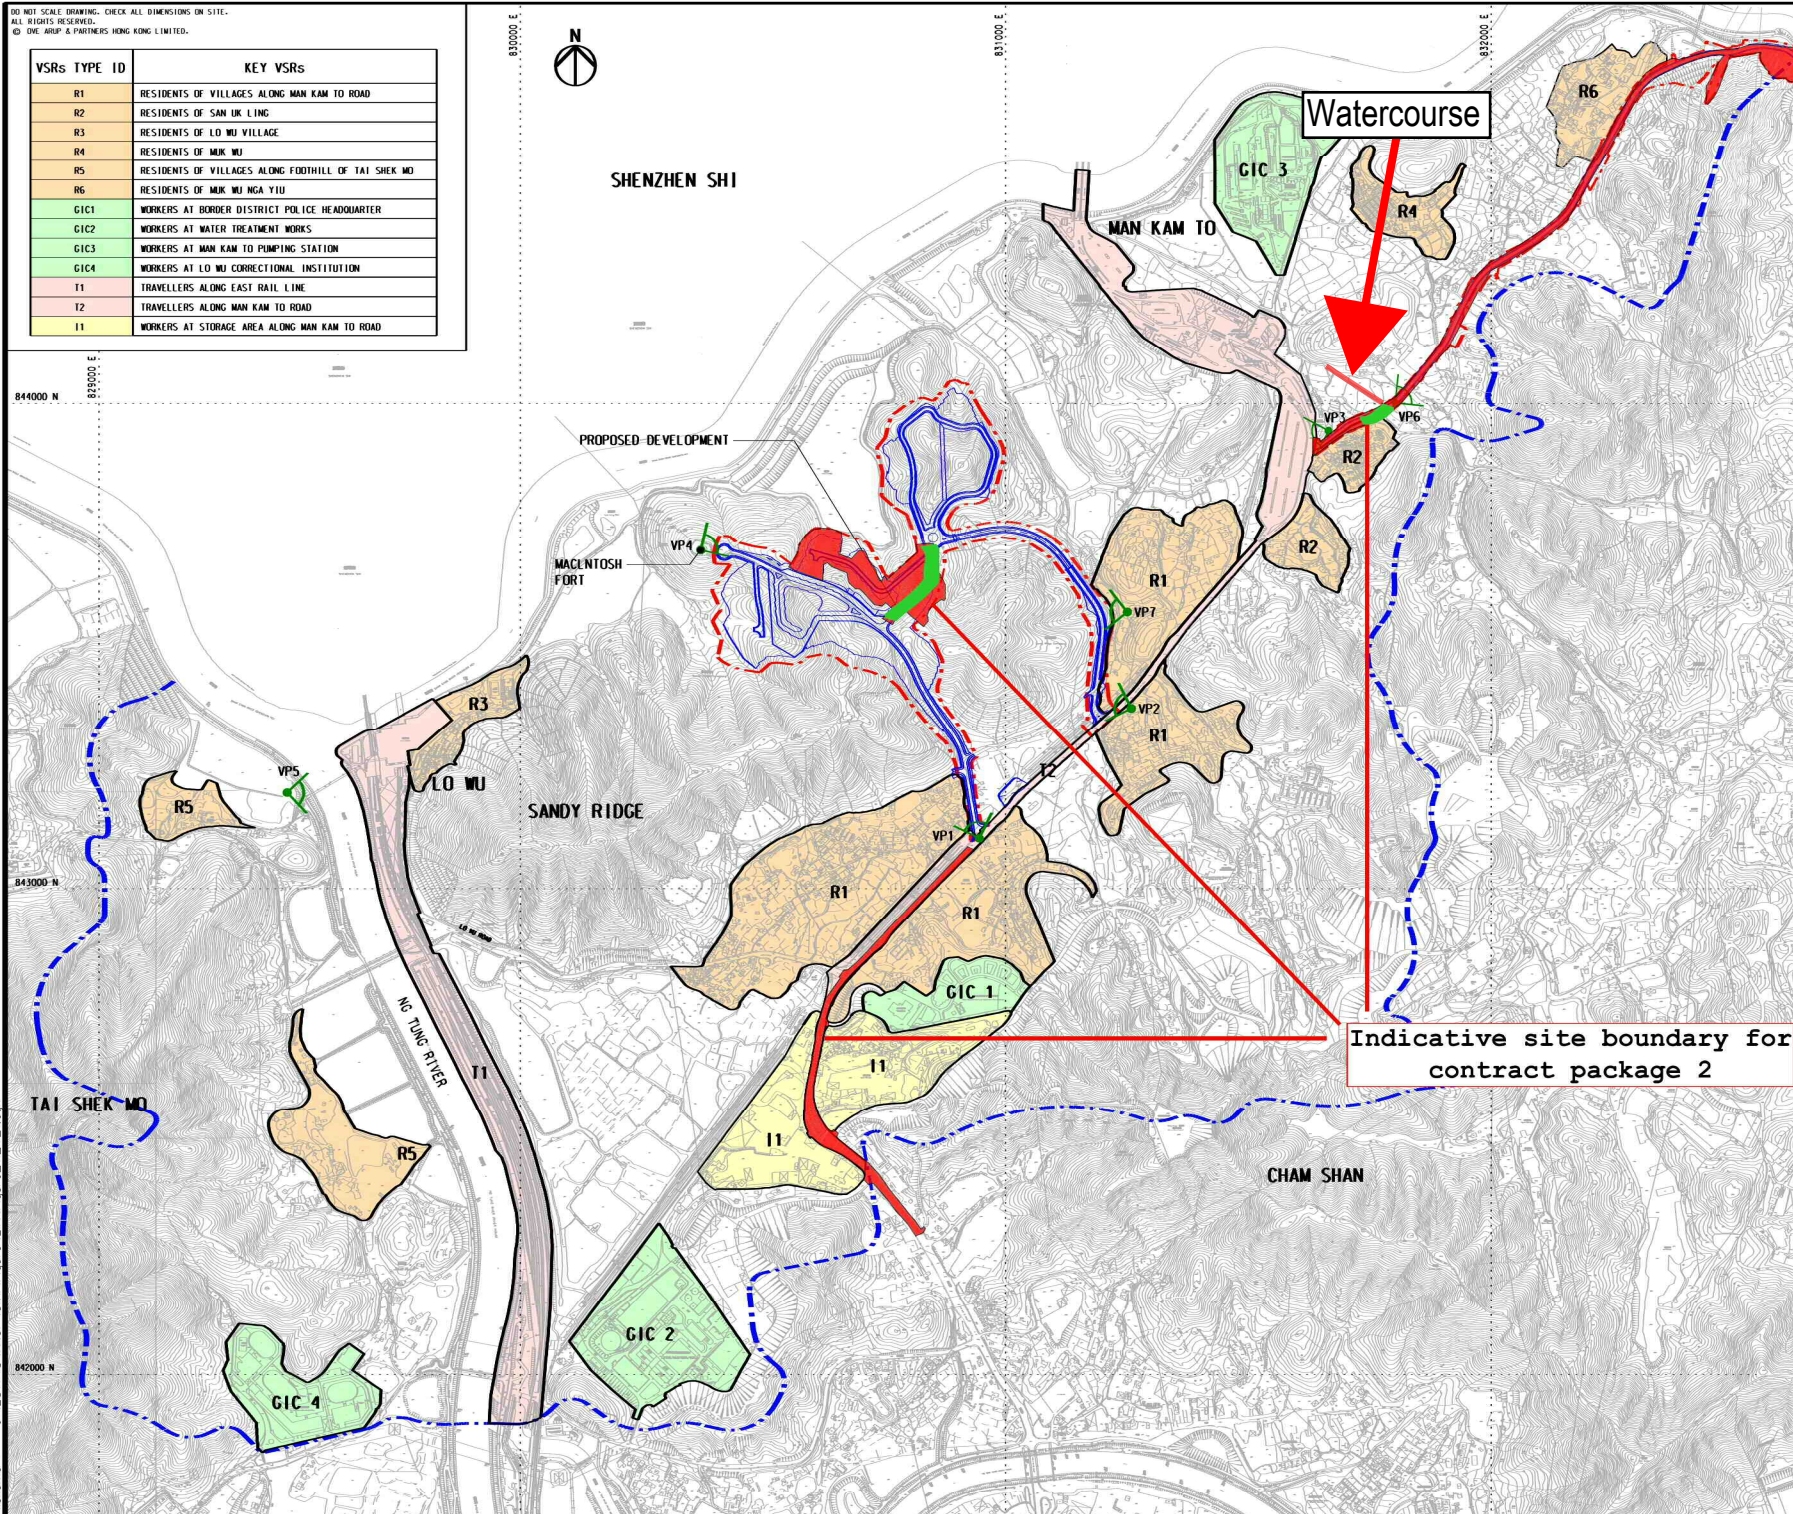 DO NOT SCALE DRAWING. CHECK ALL DIMENSIONS ON SITE.
ALL RIGHTS RESERVED.
© OVE ARUP & PARTNERS HONG KONG LIMITED.
VSRs TYPE ID KEY VSRs
R1 RESIDENTS OF VILLAGES ALONG MAN KAM TO ROAD
R2 RESIDENTS OF SAN UK LING
R3 RESIDENTS OF LO WU VILLAGE
R4 RESIDENTS OF MUK WU
R5 RESIDENTS OF VILLAGES ALONG FOOTHILL OF TAI SHEK MO
R6 RESIDENTS OF MUK WU NGA YIU
GIC1 WORKERS AT BORDER DISTRICT POLICE HEADQUARTER
GIC2 WORKERS AT WATER TREATMENT WORKS
GIC3 WORKERS AT MAN KAM TO PUMPING STATION
GIC4 WORKERS AT LO WU CORRECTIONAL INSTITUTION
T1 TRAVELLERS ALONG EAST RAIL LINE
T2 TRAVELLERS ALONG MAN KAM TO ROAD
I1 WORKERS AT STORAGE AREA ALONG MAN KAM TO ROAD
N
830000 E
831000 E
832000 E
829000 E
Watercourse
R6
GIC 3
SHENZHEN SHI
R4
MAN KAM TO
844000 N
VP3
VP6
PROPOSED DEVELOPMENT
R2
VP4
R2
MACLNTOSH
FORT
R1
VP7
R3
VP2
R1
VP5
T2
LO WU
R5
SANDY RIDGE
VP1
843000 N
R1
R1
LO WU ROAD
GIC 1
NG TUNG RIVER
Indicative site boundary for
contract package 2
I1
T1
TAI SHEK MO
I1
R5
CHAM SHAN
GIC 2
842000 N
GIC 4